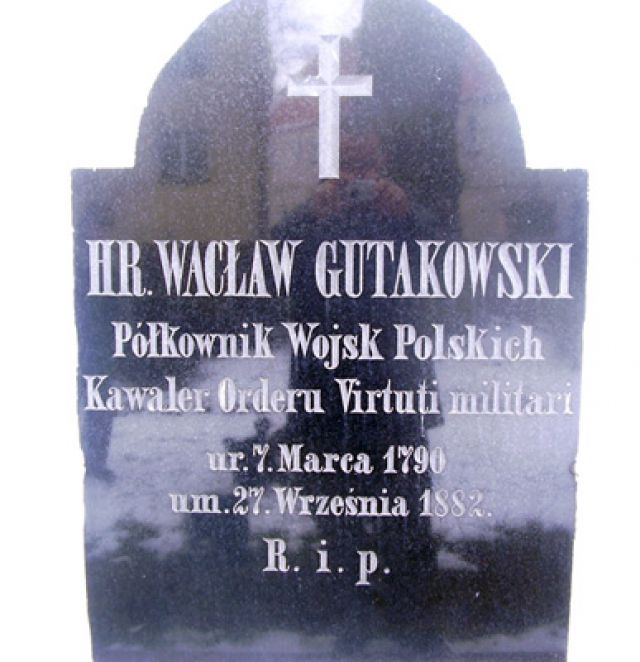 HR. WACŁAW GUTAKOWSKI
Półkownik Wojsk Polskich
Kawaler Orderu Virtuti militari
ur. 7. Marca 1790
um. 27. Września 1882.
R. i. p.